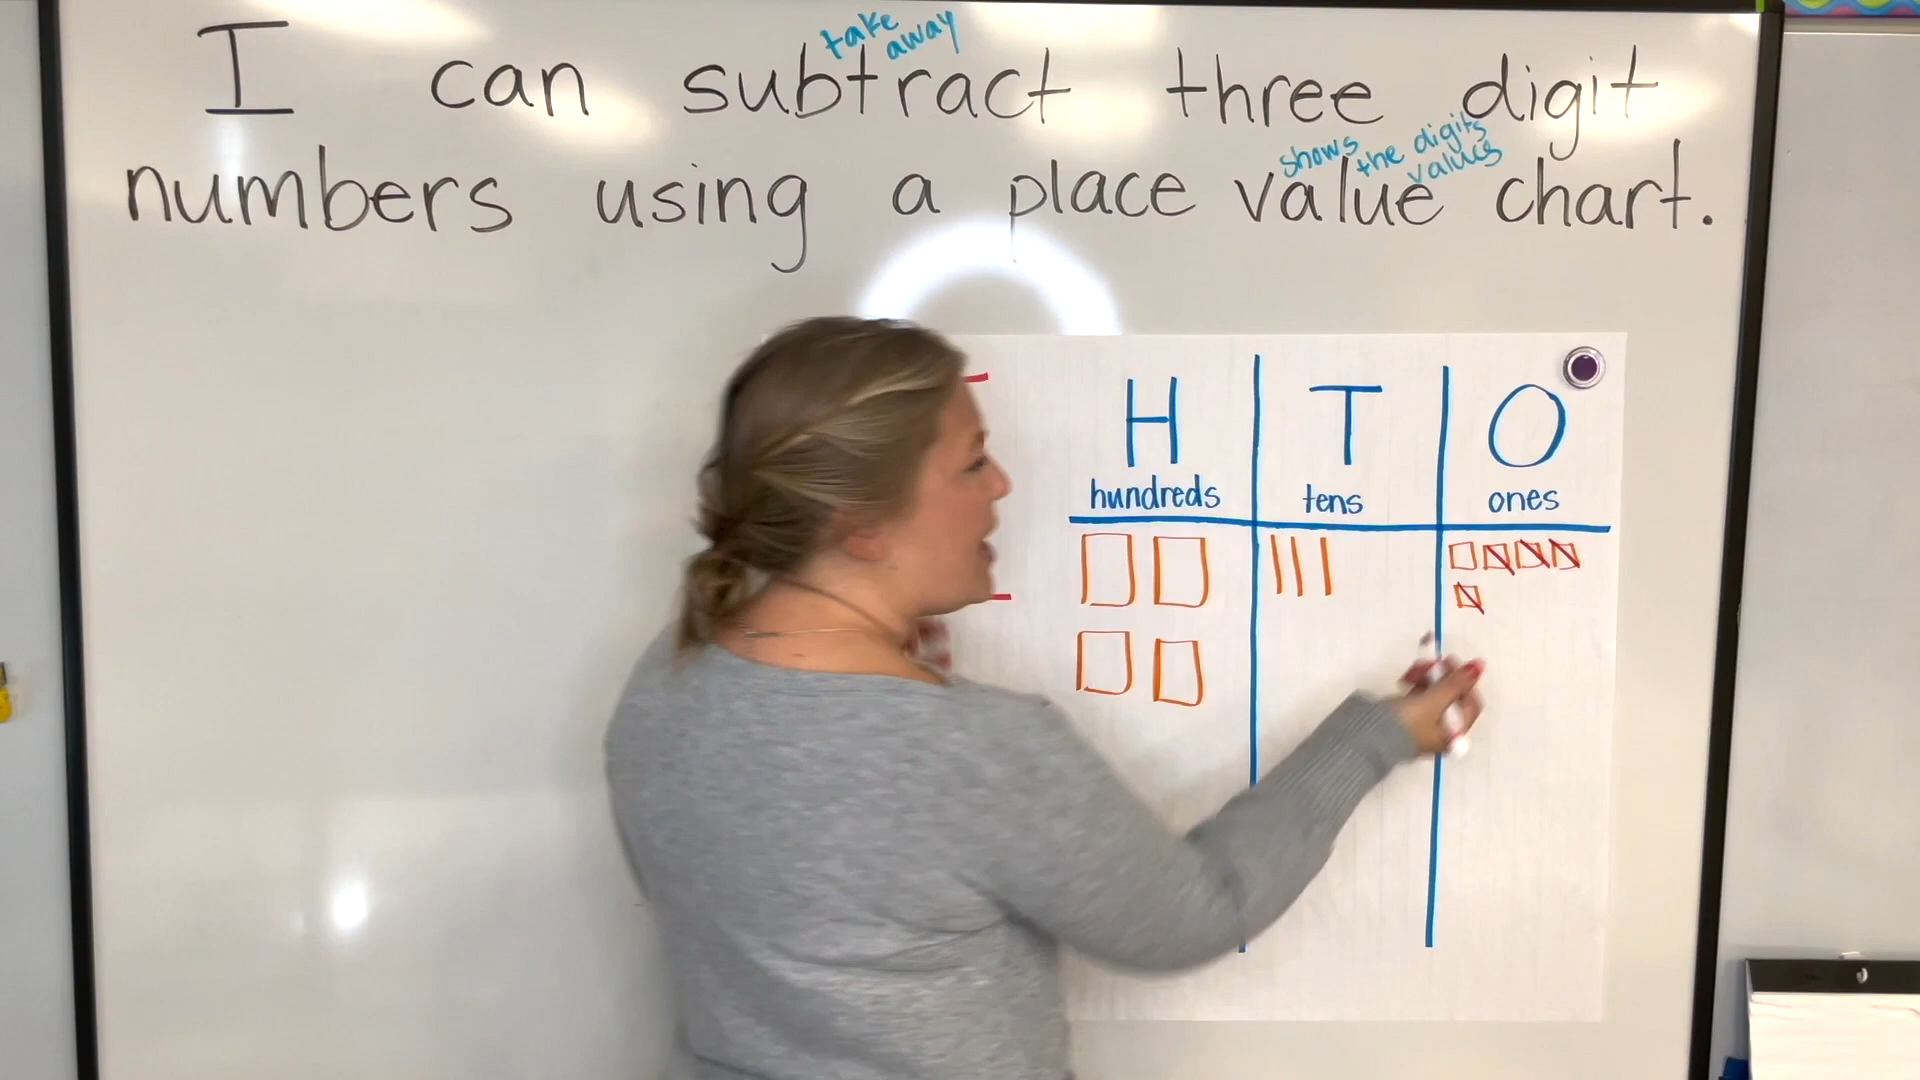 take away
I can subtract three digit
shows the digits values
numbers using a place value chart.
H T O
hundreds tens ones